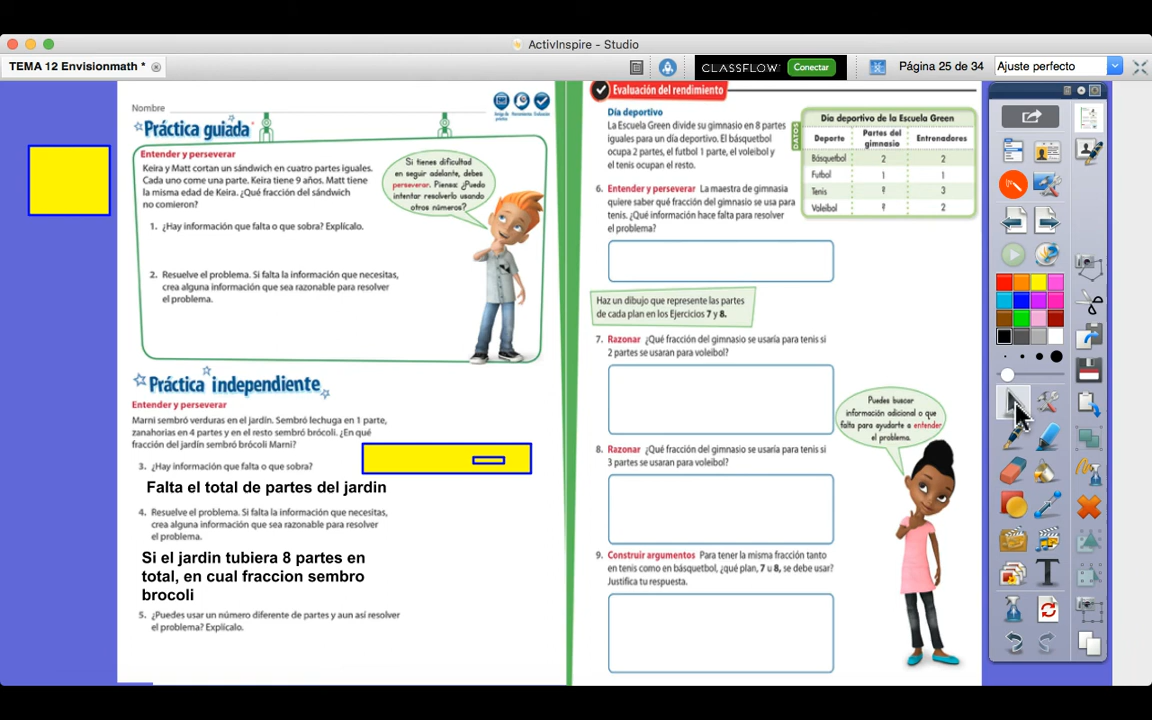 ActivInspire - Studio
TEMA 12 Envisionmath *
CLASSFLOW
Conectar
Página 25 de 34
Ajuste perfecto
Nombre
Práctica guiada
Entender y perseverar
Keira y Matt cortan un sándwich en cuatro partes iguales.
Cada uno come una parte. Keira tiene 9 años. Matt tiene
la misma edad de Keira. ¿Qué fracción del sándwich
no comieron?
1. ¿Hay información que falta o que sobra? Explícalo.
2. Resuelve el problema. Si falta la información que necesitas,
crea alguna información que sea razonable para resolver
el problema.
Si tienes dificultad
en seguir adelante, debes
perseverar. Piensa: ¿Puedo
intentar resolverlo usando
otros números?
Práctica independiente
Entender y perseverar
Marni sembró verduras en el jardín. Sembró lechuga en 1 parte,
zanahorias en 4 partes y en el resto sembró brócoli. ¿En qué
fracción del jardín sembró brócoli Marni?
3. ¿Hay información que falta o que sobra?
Falta el total de partes del jardin
4. Resuelve el problema. Si falta la información que necesitas,
crea alguna información que sea razonable para resolver
el problema.
Si el jardin tubiera 8 partes en
total, en cual fraccion sembro
brocoli
5. ¿Puedes usar un número diferente de partes y aun así resolver
el problema? Explícalo.
Evaluación del rendimiento
Día deportivo
La Escuela Green divide su gimnasio en 8 partes
iguales para un día deportivo. El básquetbol
ocupa 2 partes, el futbol 1 parte, el voleibol y
el tenis ocupan el resto.
DATOS
Día deportivo de la Escuela Green
Deporte Partes del gimnasio Entrenadores
Básquetbol 2 2
Futbol 1 1
Tenis ? 3
Voleibol ? 2
6. Entender y perseverar La maestra de gimnasia
quiere saber qué fracción del gimnasio se usa para
tenis. ¿Qué información hace falta para resolver
el problema?
Haz un dibujo que represente las partes
de cada plan en los Ejercicios 7 y 8.
7. Razonar ¿Qué fracción del gimnasio se usaría para tenis si
2 partes se usaran para voleibol?
8. Razonar ¿Qué fracción del gimnasio se usaría para tenis si
3 partes se usaran para voleibol?
Puedes buscar
información adicional o que
falta para ayudarte a entender
el problema.
9. Construir argumentos Para tener la misma fracción tanto
en tenis como en básquetbol, ¿qué plan, 7 u 8, se debe usar?
Justifica tu respuesta.